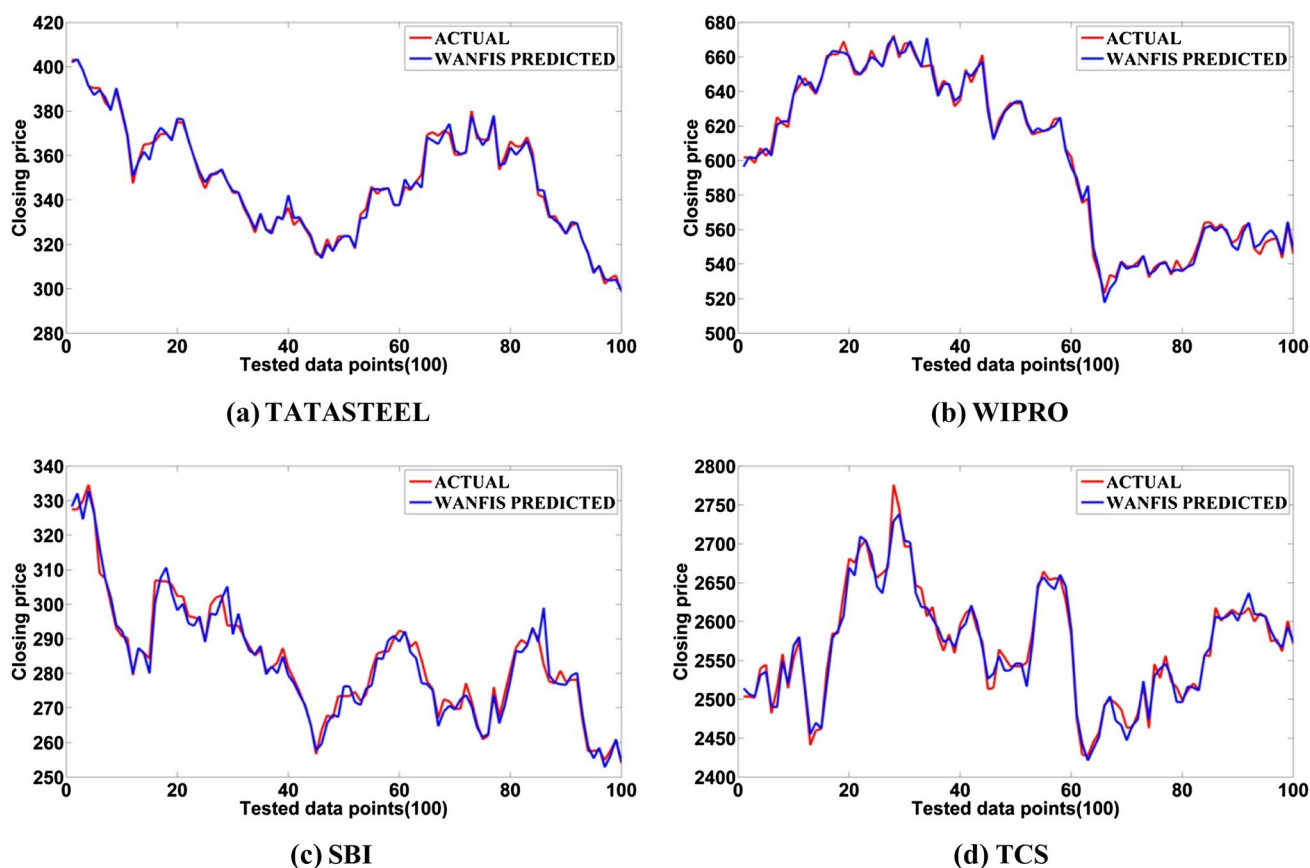 420
400
380
360
340
320
300
280
Closing price
ACTUAL
WANFIS PREDICTED
0 20 40 60 80 100
Tested data points(100)
(a) TATASTEEL
680
660
640
620
600
580
560
540
520
500
Closing price
ACTUAL
WANFIS PREDICTED
0 20 40 60 80 100
Tested data points(100)
(b) WIPRO
340
330
320
310
300
290
280
270
260
250
Closing price
ACTUAL
WANFIS PREDICTED
0 20 40 60 80 100
Tested data points(100)
(c) SBI
2800
2750
2700
2650
2600
2550
2500
2450
2400
Closing price
ACTUAL
WANFIS PREDICTED
0 20 40 60 80 100
Tested data points(100)
(d) TCS